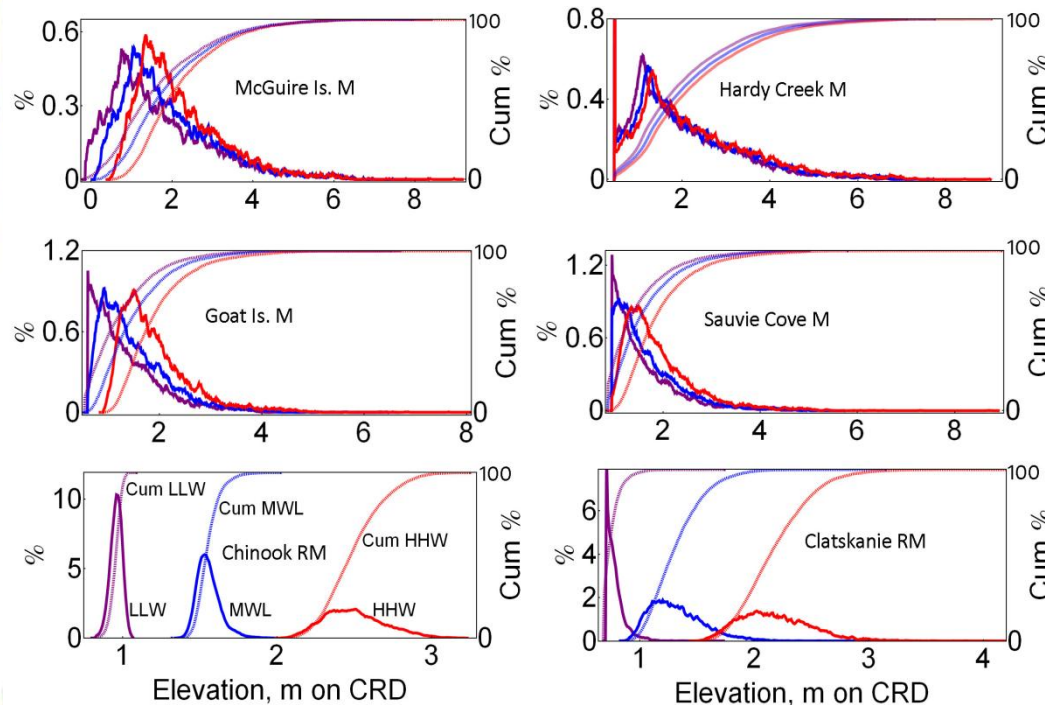 0.6
0.3
0
%
McGuire Is. M
100
Cum %
0
0 2 4 6 8
0.8
0.4
0
%
Hardy Creek M
100
Cum %
0
2 4 6 8
1.2
0.6
0
%
Goat Is. M
100
Cum %
0
2 4 6 8
1.2
0.6
0
%
Sauvie Cove M
100
Cum %
0
2 4 6 8
10
5
0
%
Cum LLW
Cum MWL
Chinook RM
Cum HHW
LLW MWL HHW
100
Cum %
0
1 2 3
Elevation, m on CRD
6
4
2
0
%
Clatskanie RM
100
Cum %
0
1 2 3 4
Elevation, m on CRD